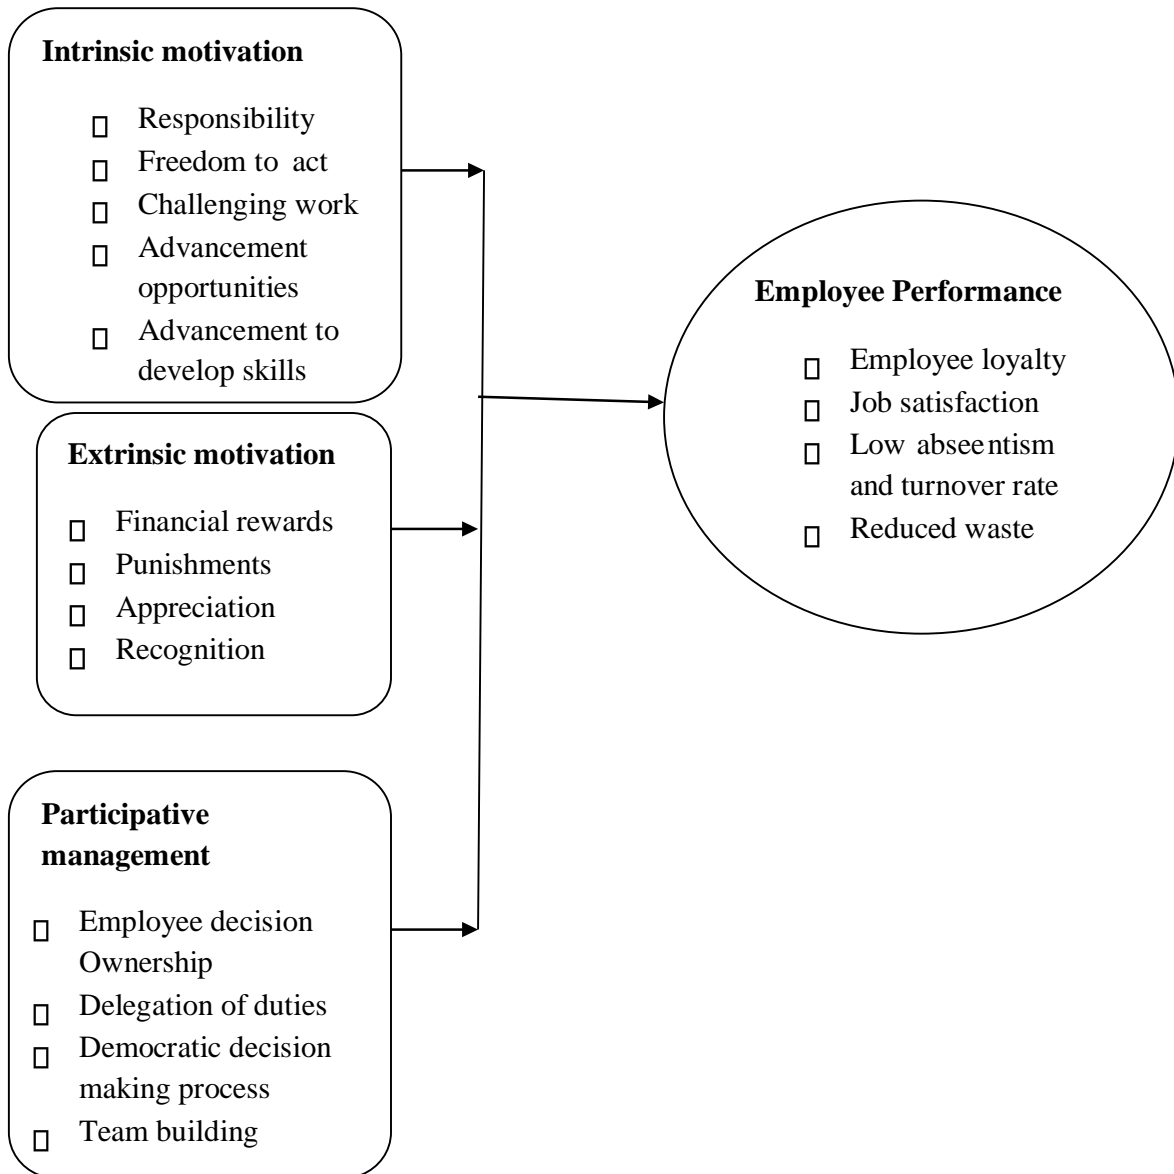 Intrinsic motivation
Responsibility
Freedom to act
Challenging work
Advancement
opportunities
Advancement to
develop skills
Extrinsic motivation
Financial rewards
Punishments
Appreciation
Recognition
Participative
management
Employee decision
Ownership
Delegation of duties
Democratic decision
making process
Team building
Employee Performance
Employee loyalty
Job satisfaction
Low abseentism
and turnover rate
Reduced waste